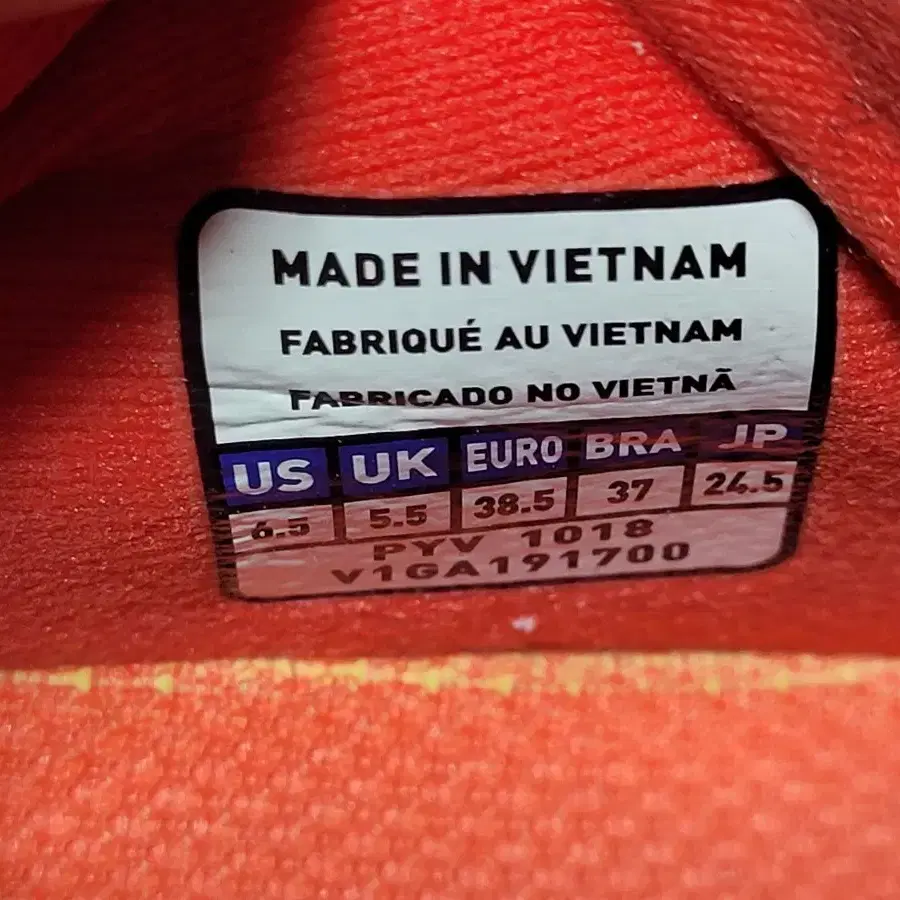 MADE IN VIETNAM
FABRIQUÉ AU VIETNAM
FABRICADO NO VIETNÃ
US UK EURO BRA JP
6.5 5.5 38.5 37 24.5
PYV 1018
V1GA191700